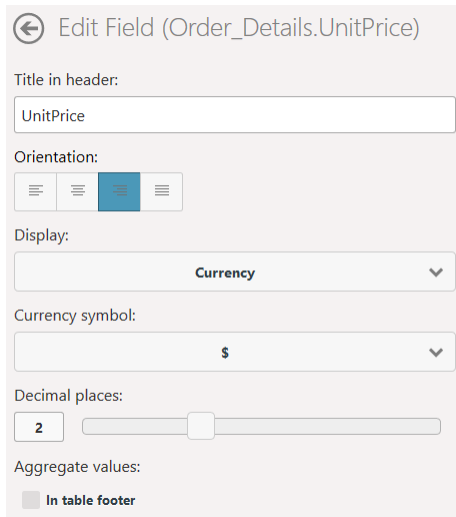 Edit Field (Order_Details.UnitPrice)
Title in header:
UnitPrice
Orientation:
Display:
Currency
Currency symbol:
$
Decimal places:
2
Aggregate values:
In table footer